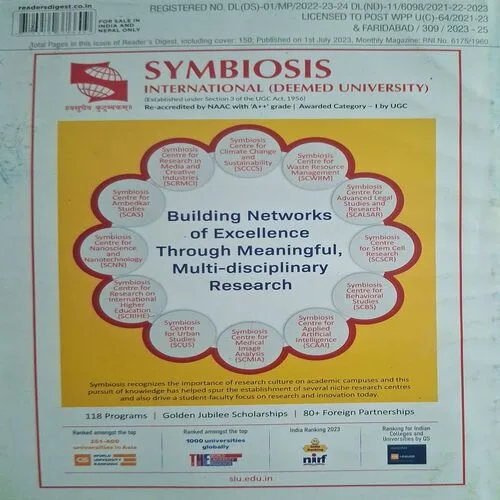 readersdigest.co.in
FOR SALE IN
INDIA AND
NEPAL ONLY
REGISTERED NO. DL(DS)-01/MP/2022-23-24 DL(ND)-11/6098/2021-2022-2023
LICENSED TO POST WPP U(C)-64/2021-23
& FARIDABAD / 309 / 2023 - 25
Total Pages in this issue of Reader's Digest, including cover: 150; Published on 1st July 2023, Monthly Magazine: RNI No. 6175/1960
SYMBIOSIS
INTERNATIONAL (DEEMED UNIVERSITY)
(Established under Section 3 of the UGC Act, 1956)
Re-accredited by NAAC with 'A++' grade | Awarded Category – I by UGC
॥वसुधैव कुटुम्बकम्॥
Symbiosis
Centre for
Climate Change
and
Sustainability
(SCCCS)
Symbiosis
Centre for
Waste Resource
Management
(SCWRM)
Symbiosis
Centre for
Advanced Legal
Studies and
Research
(SCALSAR)
Symbiosis
Centre for
Stem Cell
Research
(SCSCR)
Symbiosis
Centre for
Behavioral
Studies
(SCBS)
Symbiosis
Centre for
Applied
Artificial
Intelligence
(SCAAI)
Symbiosis
Centre for
Medical
Image
Analysis
(SCMIA)
Symbiosis
Centre
for Urban
Studies
(SCUS)
Symbiosis
Centre for
Research in
International
Higher
Education
(SCRIHE)
Symbiosis
Centre for
Nanoscience
and
Nanotechnology
(SCNN)
Symbiosis
Centre for
Ambedkar
Studies
(SCAS)
Symbiosis
Centre for
Research in
Media and
Creative
Industries
(SCRMCI)
Building Networks
of Excellence
Through Meaningful,
Multi-disciplinary
Research
Symbiosis recognizes the importance of research culture on academic campuses and this
pursuit of knowledge has helped spur the establishment of several niche research centres
and also drive a student-faculty focus on research and innovation today.
118 Programs | Golden Jubilee Scholarships | 80+ Foreign Partnerships
Ranked amongst the top
551-600
universities in Asia
QS WORLD
UNIVERSITY
RANKINGS
Ranked amongst the top
1000 universities
globally
THE
India Ranking 2023
nirf
Ranking for Indian
Colleges and
Universities by QS
siu.edu.in